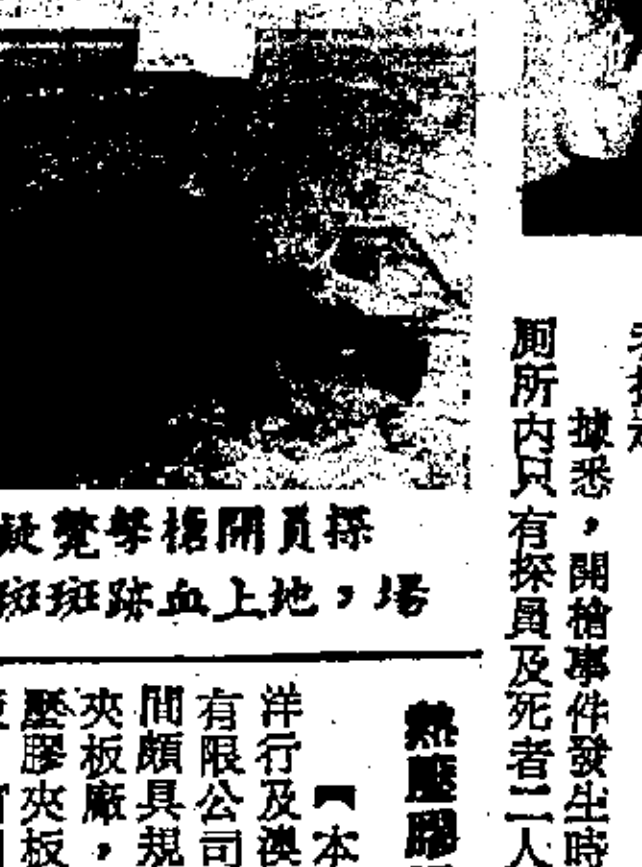 據悉，開槍事件發生時
厠所内只有探員及死者二人
探員開槍擊斃疑
場，地上血跡斑斑
熱壓膠
【本
洋行及澳
有限公司
間頗具規
夾板廠，
壓膠夾板